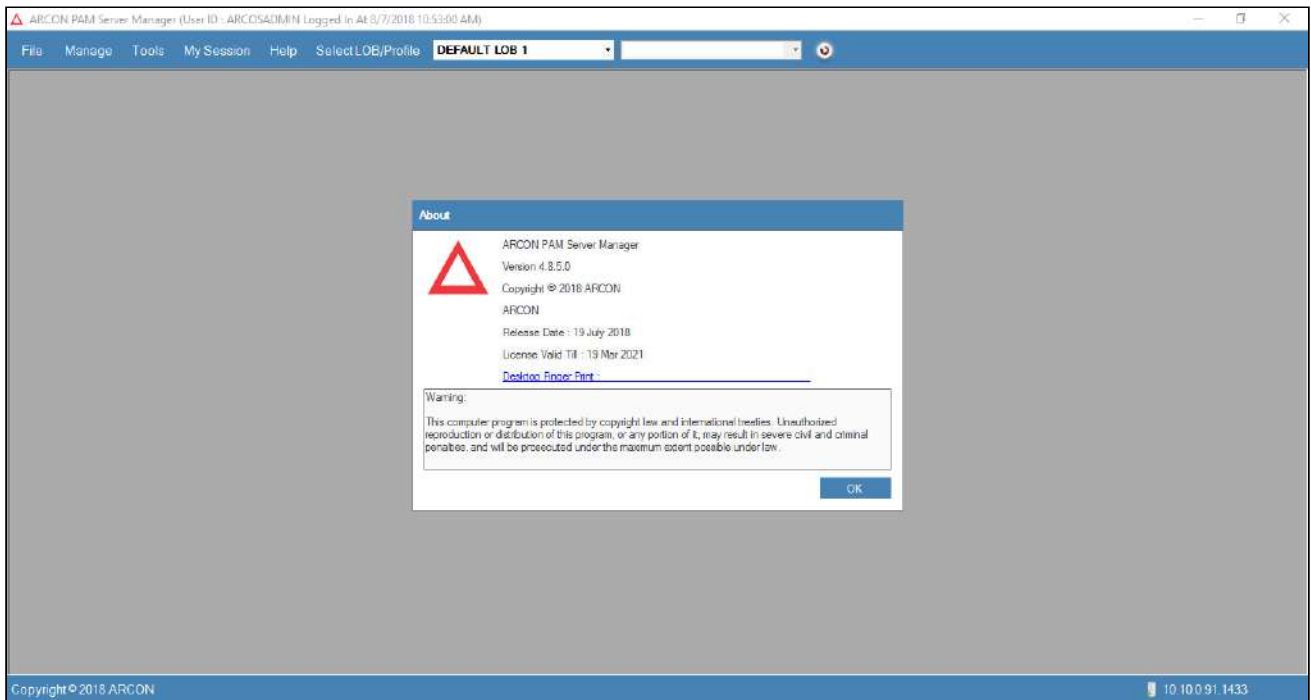 ARCON PAM Server Manager (User ID : ARCOSADMIN Logged In At 8/7/2018 10:53:00 AM)
File Manage Tools My Session Help Select LOB/Profile DEFAULT LOB 1
About
ARCON PAM Server Manager
Version 4.8.5.0
Copyright © 2018 ARCON
ARCON
Release Date : 19 July 2018
License Valid Till : 19 Mar 2021
Desktop Finger Print :
Warning:
This computer program is protected by copyright law and international treaties. Unauthorized
reproduction or distribution of this program, or any portion of it, may result in severe civil and criminal
penalties, and will be prosecuted under the maximum extent possible under law.
OK
Copyright © 2018 ARCON 10.10.0.91,1433